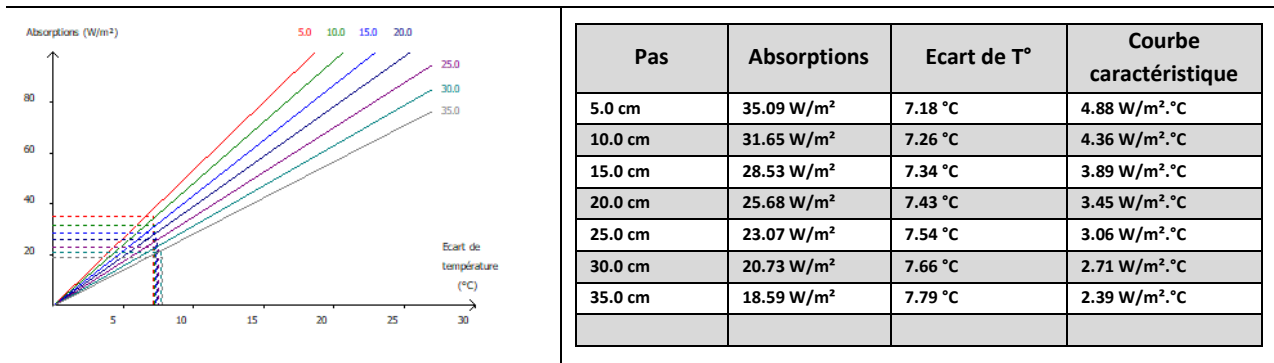 Absorptions (W/m²)
5.0 10.0 15.0 20.0
25.0
30.0
35.0
80
60
40
20
Ecart de
température
(°C)
5 10 15 20 25 30
Pas Absorptions Ecart de T° Courbe
caractéristique
5.0 cm 35.09 W/m² 7.18 °C 4.88 W/m².°C
10.0 cm 31.65 W/m² 7.26 °C 4.36 W/m².°C
15.0 cm 28.53 W/m² 7.34 °C 3.89 W/m².°C
20.0 cm 25.68 W/m² 7.43 °C 3.45 W/m².°C
25.0 cm 23.07 W/m² 7.54 °C 3.06 W/m².°C
30.0 cm 20.73 W/m² 7.66 °C 2.71 W/m².°C
35.0 cm 18.59 W/m² 7.79 °C 2.39 W/m².°C